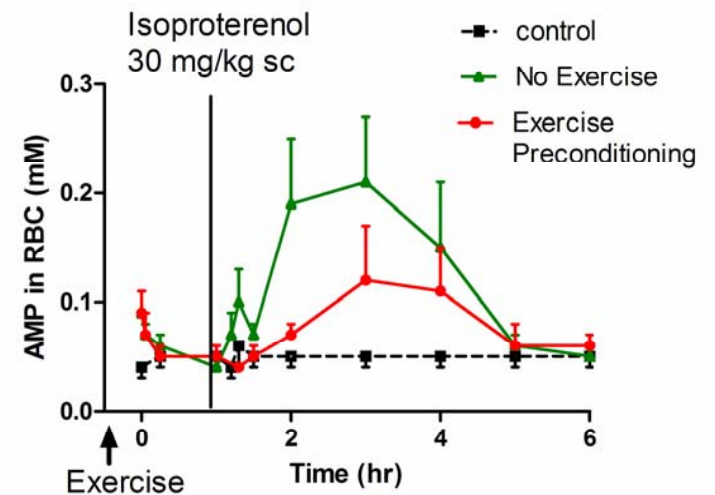 Isoproterenol
30 mg/kg sc
control
No Exercise
Exercise
Preconditioning
AMP in RBC (mM)
0.3
0.2
0.1
0.0
0 2 4 6
Time (hr)
Exercise